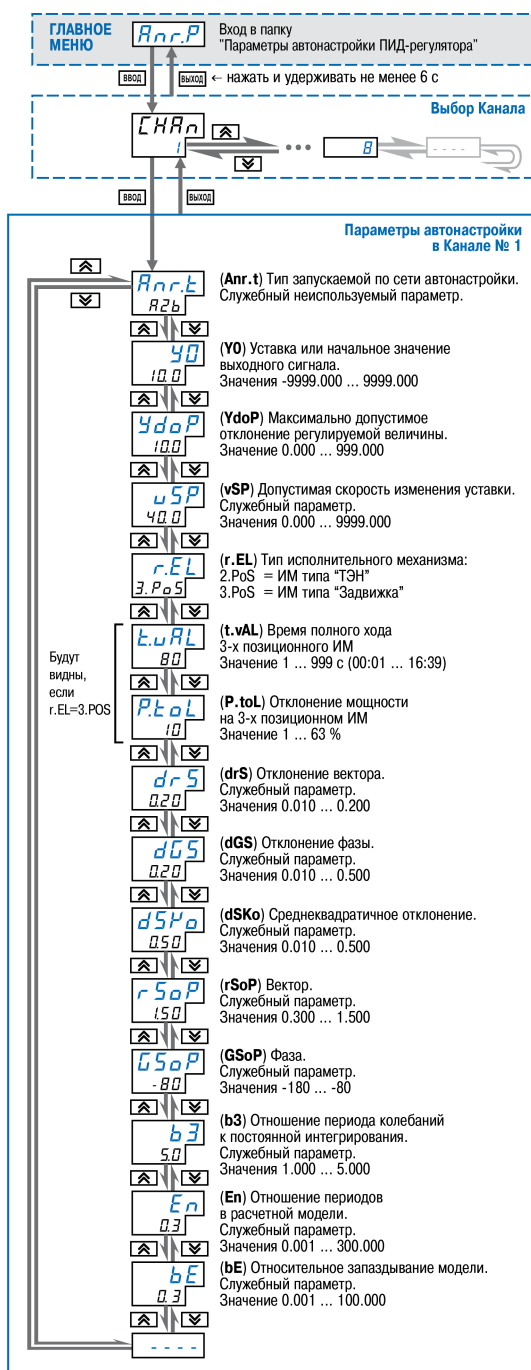 ГЛАВНОЕ
МЕНЮ
Anr.P
Вход в папку
"Параметры автонастройки ПИД-регулятора"
ВВОД
ВЫХОД
← нажать и удерживать не менее 6 с
Выбор Канала
CHAn
1
...
8
- - - -
ВВОД
ВЫХОД
Параметры автонастройки
в Канале № 1
Anr.t
A2b
(Anr.t) Тип запускаемой по сети автонастройки.
Служебный неиспользуемый параметр.
Y0
10.0
(Y0) Уставка или начальное значение
выходного сигнала.
Значения -9999.000 ... 9999.000
YdoP
10.0
(YdoP) Максимально допустимое
отклонение регулируемой величины.
Значение 0.000 ... 999.000
vSP
40.0
(vSP) Допустимая скорость изменения уставки.
Служебный параметр.
Значения 0.000 ... 9999.000
r.EL
3.PoS
(r.EL) Тип исполнительного механизма:
2.PoS = ИМ типа “ТЭН”
3.PoS = ИМ типа “Задвижка”
Будут
видны,
если
r.EL=3.POS
t.vAL
80
(t.vAL) Время полного хода
3-х позиционного ИМ
Значение 1 ... 999 с (00:01 ... 16:39)
P.toL
10
(P.toL) Отклонение мощности
на 3-х позиционном ИМ
Значение 1 ... 63 %
drS
0.20
(drS) Отклонение вектора.
Служебный параметр.
Значения 0.010 ... 0.200
dGS
0.20
(dGS) Отклонение фазы.
Служебный параметр.
Значения 0.010 ... 0.500
dSKo
0.50
(dSKo) Среднеквадратичное отклонение.
Служебный параметр.
Значения 0.010 ... 0.500
rSoP
1.50
(rSoP) Вектор.
Служебный параметр.
Значения 0.300 ... 1.500
GSoP
-80
(GSoP) Фаза.
Служебный параметр.
Значения -180 ... -80
b3
5.0
(b3) Отношение периода колебаний
к постоянной интегрирования.
Служебный параметр.
Значения 1.000 ... 5.000
En
0.3
(En) Отношение периодов
в расчетной модели.
Служебный параметр.
Значения 0.001 ... 300.000
bE
0.3
(bE) Относительное запаздывание модели.
Служебный параметр.
Значение 0.001 ... 100.000
- - - -